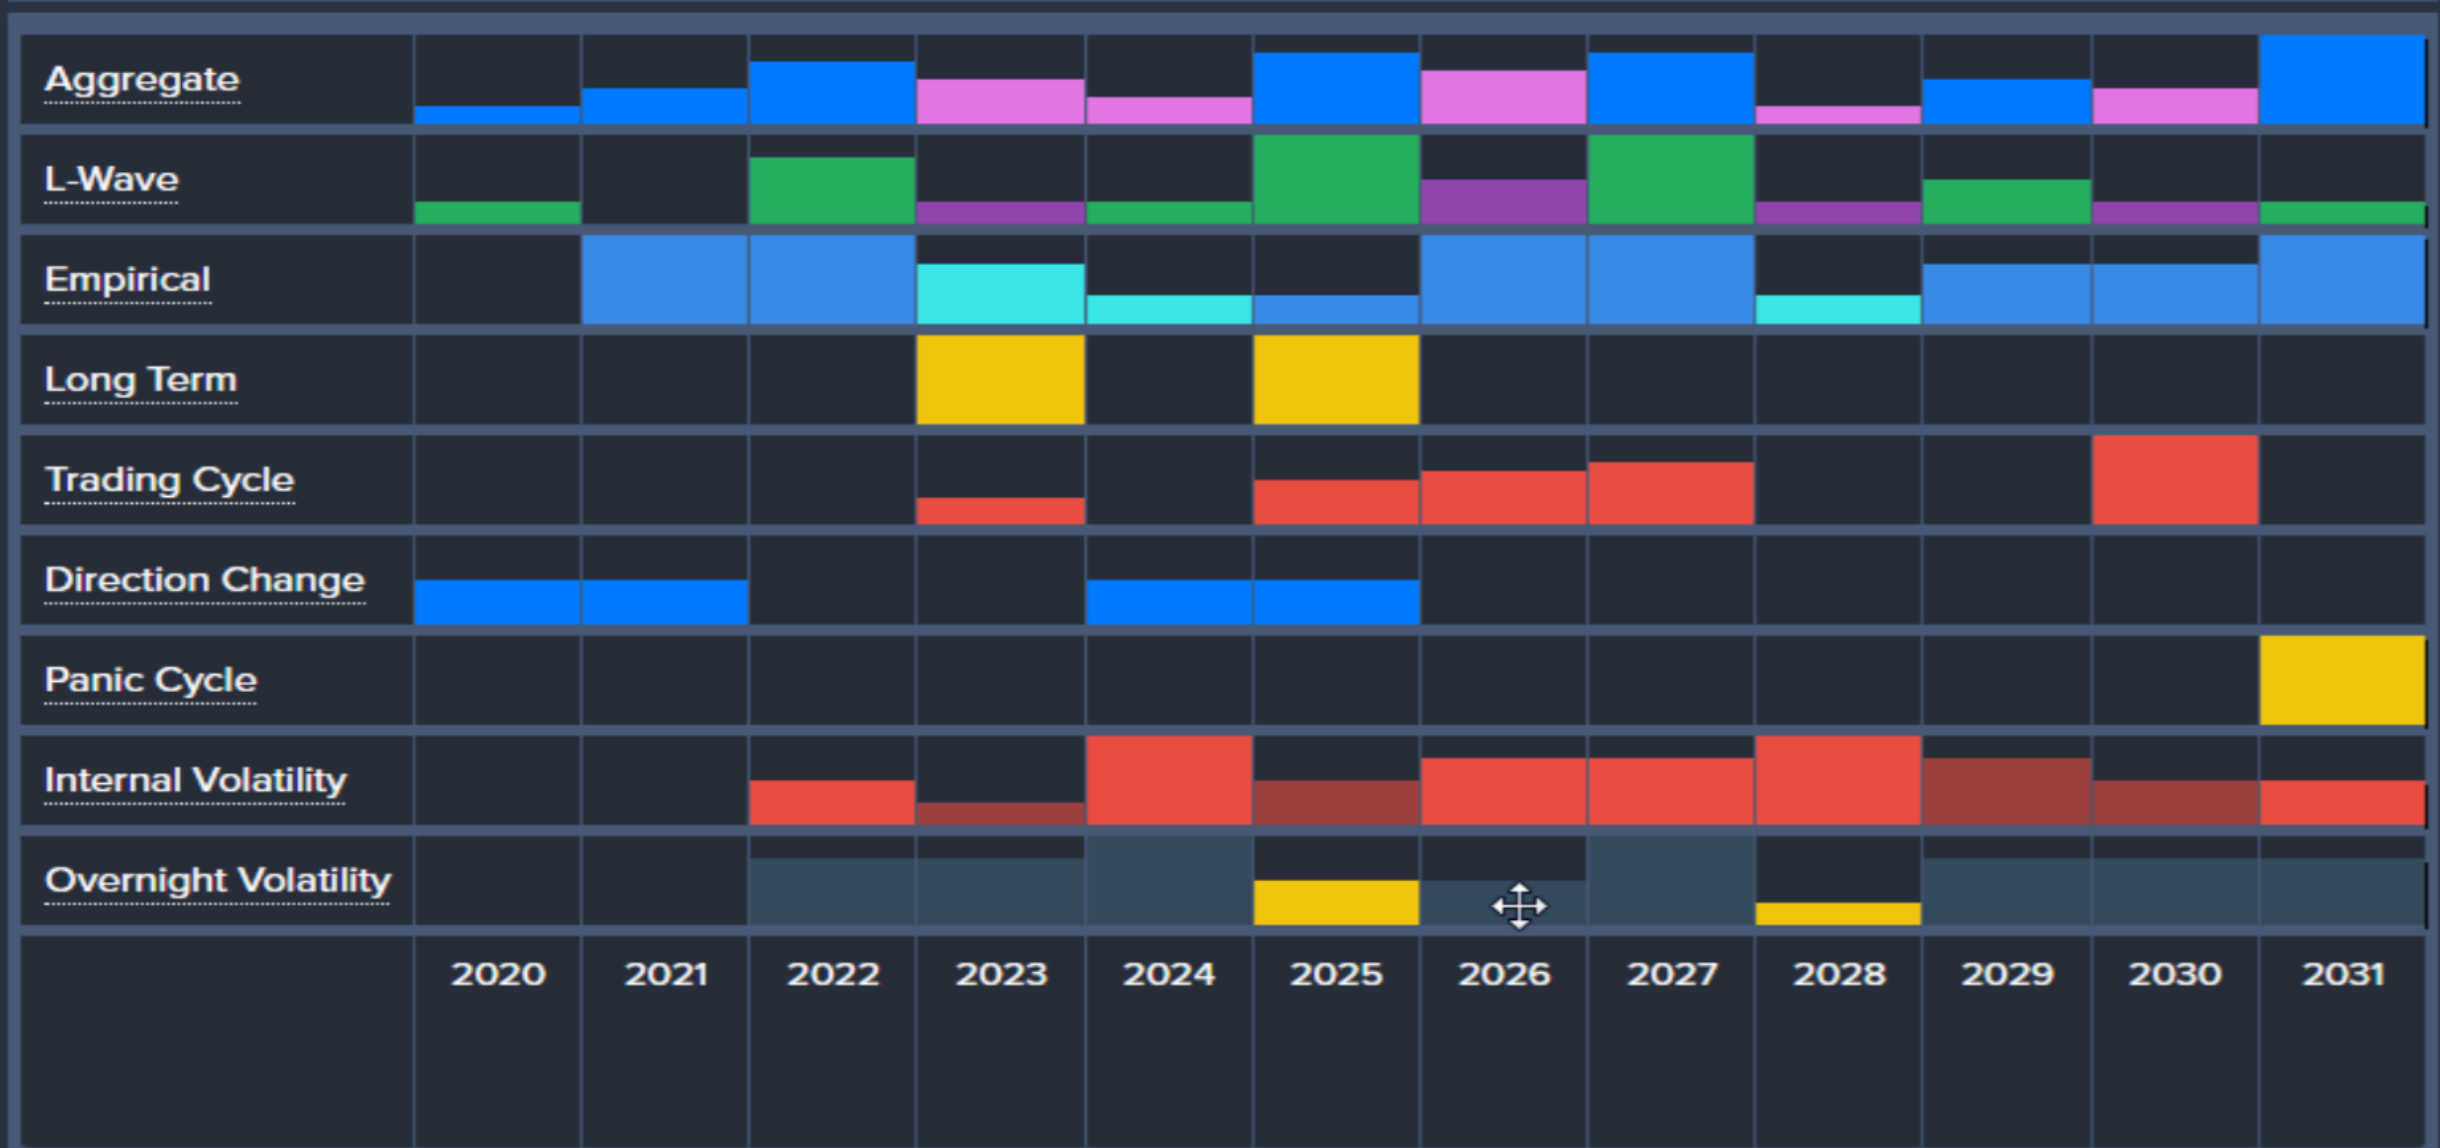 Aggregate
L-Wave
Empirical
Long Term
Trading Cycle
Direction Change
Panic Cycle
Internal Volatility
Overnight Volatility
2020 2021 2022 2023 2024 2025 2026 2027 2028 2029 2030 2031